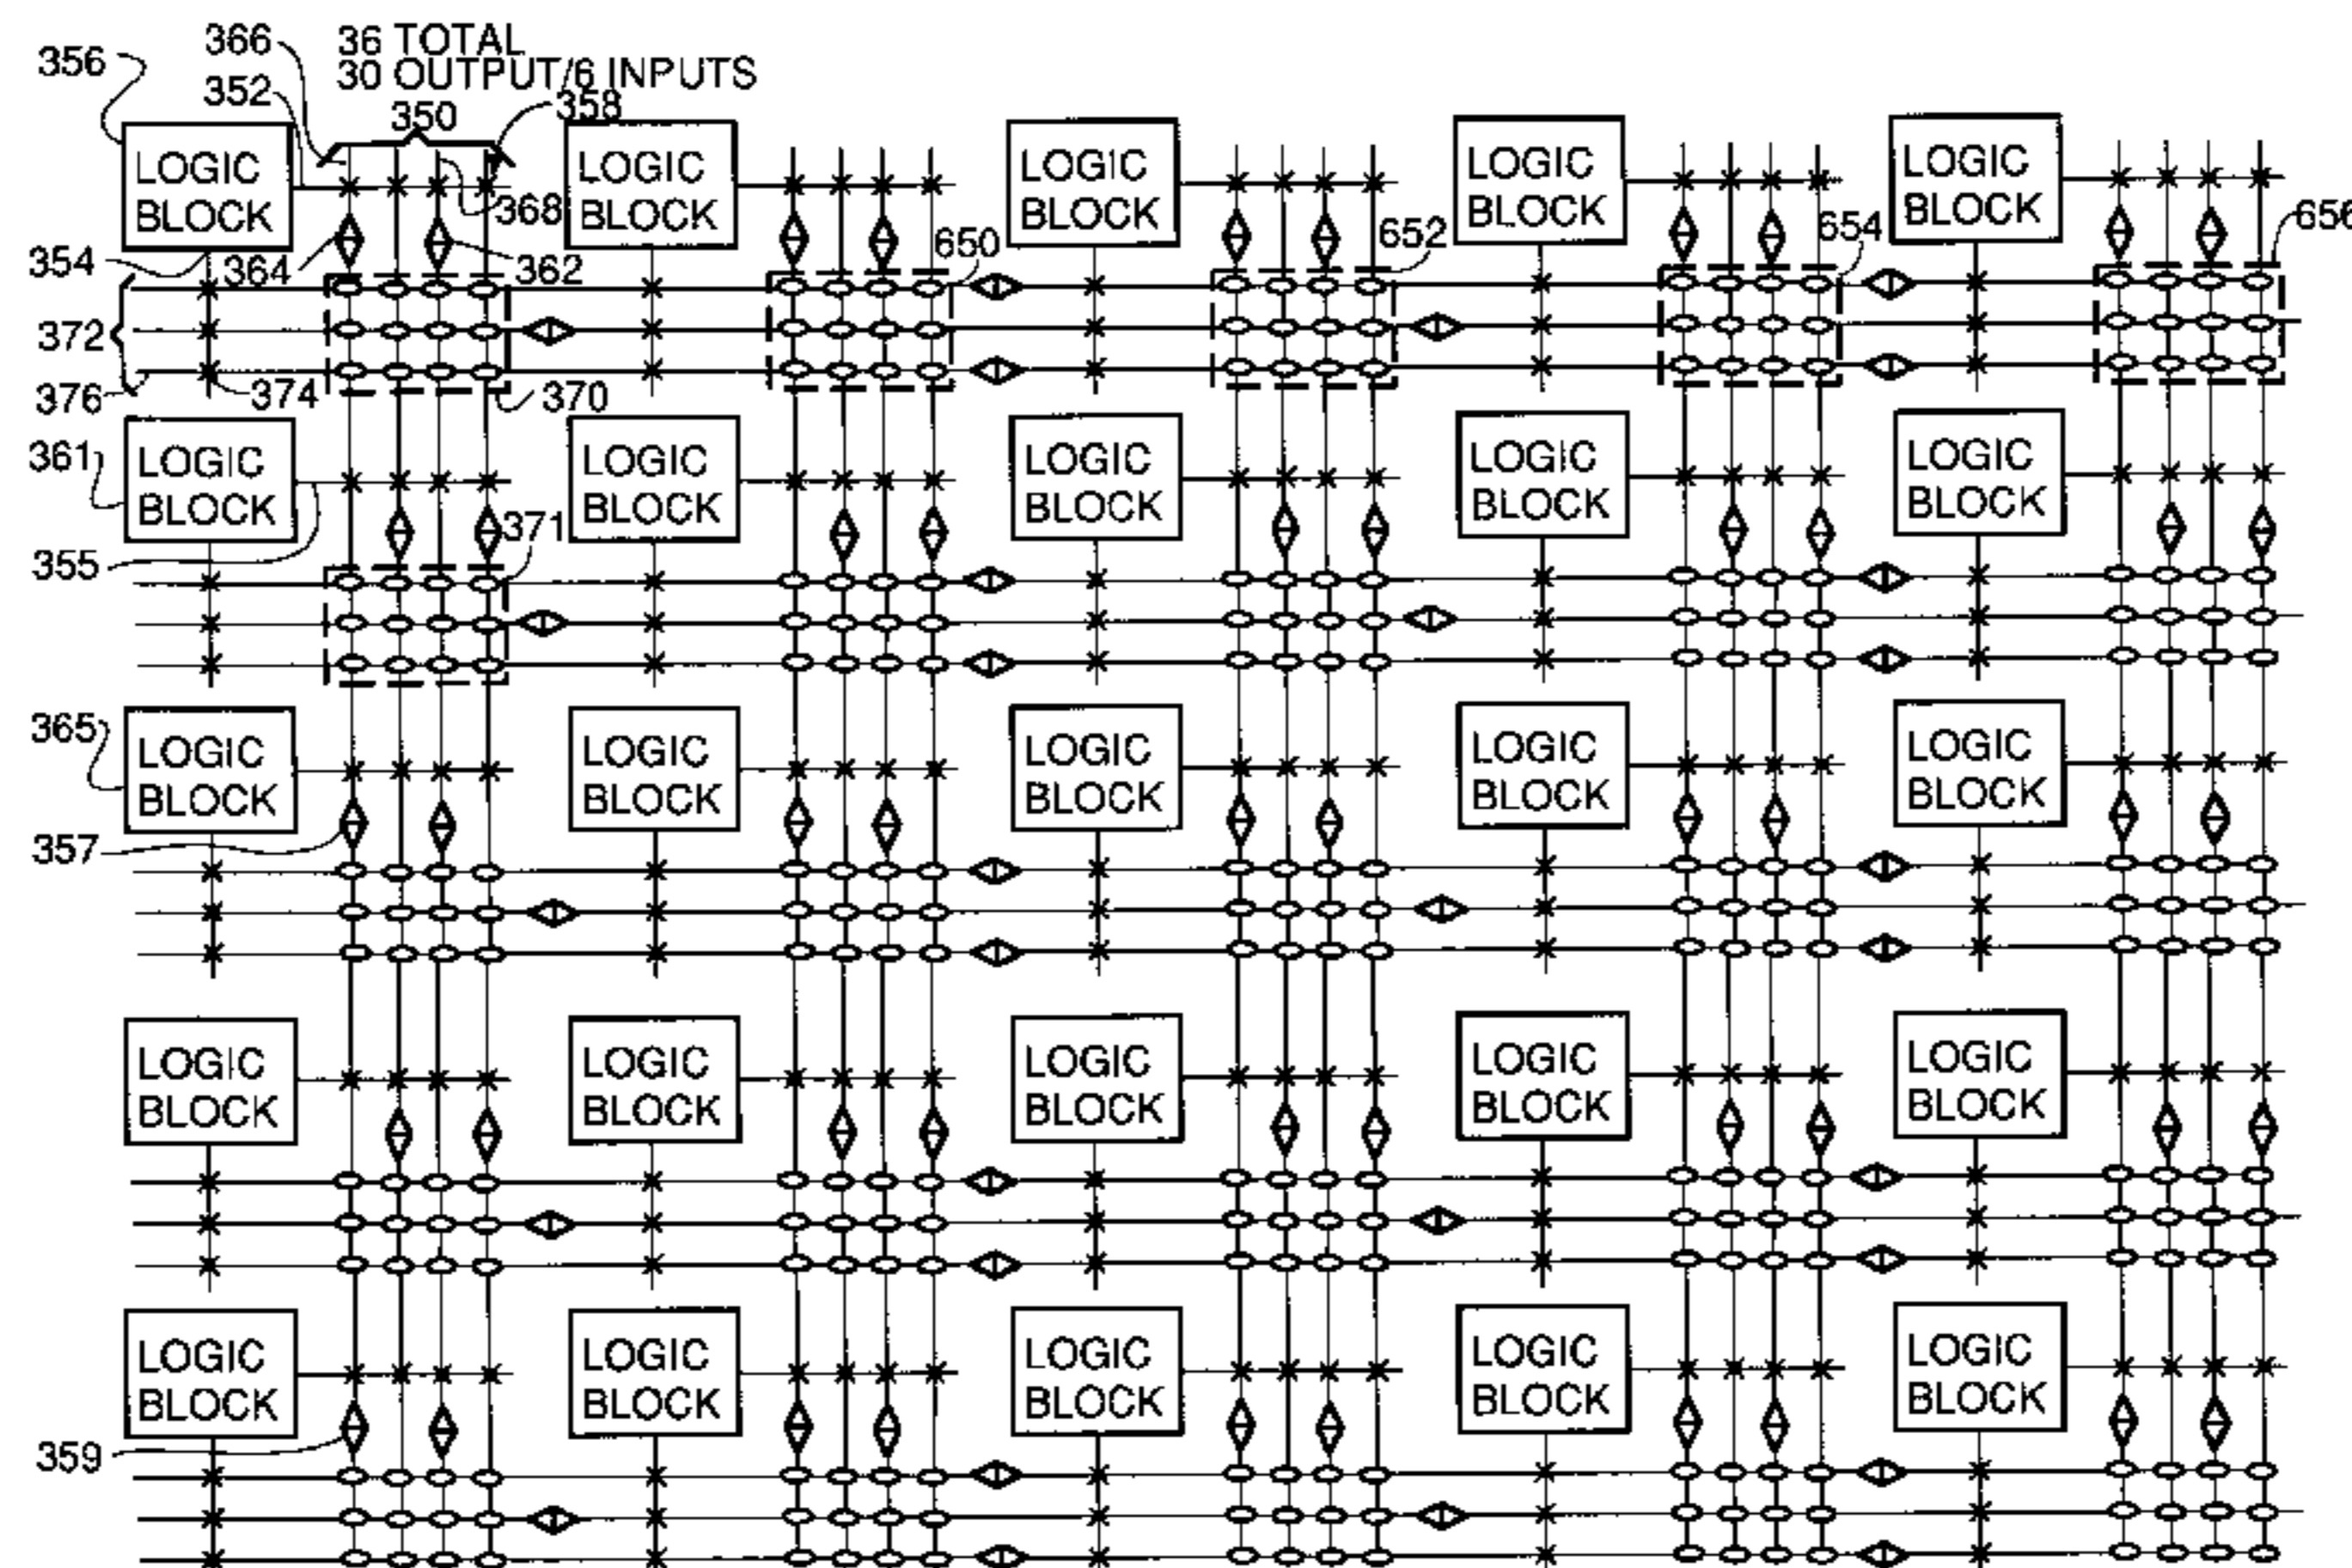 366 36 TOTAL
356 30 OUTPUT/6 INPUTS
352 350 358
LOGIC BLOCK LOGIC BLOCK LOGIC BLOCK LOGIC BLOCK LOGIC BLOCK
368
656
654
652
650
354 364 362
372
376 374 370
361
LOGIC BLOCK LOGIC BLOCK LOGIC BLOCK LOGIC BLOCK LOGIC BLOCK
371
355
365
LOGIC BLOCK LOGIC BLOCK LOGIC BLOCK LOGIC BLOCK LOGIC BLOCK
357
LOGIC BLOCK LOGIC BLOCK LOGIC BLOCK LOGIC BLOCK LOGIC BLOCK
LOGIC BLOCK LOGIC BLOCK LOGIC BLOCK LOGIC BLOCK LOGIC BLOCK
359